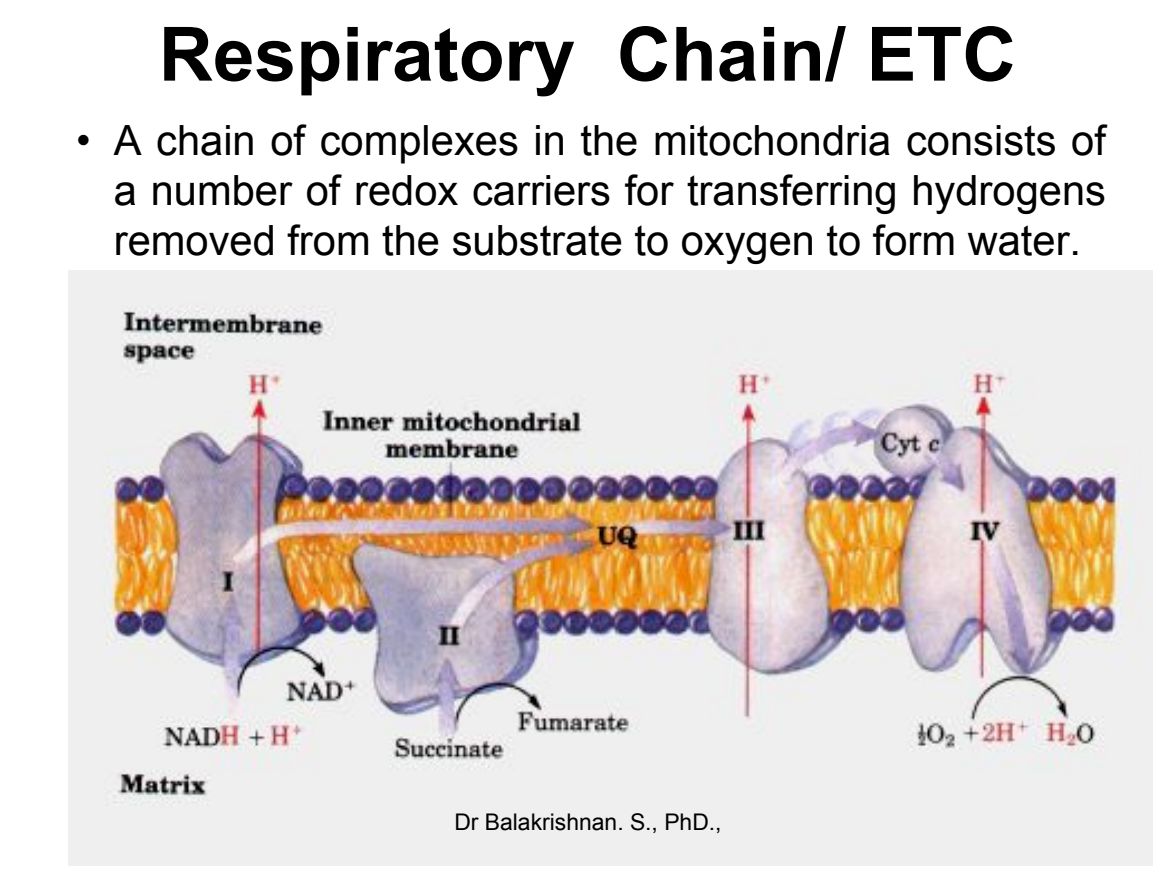 Respiratory Chain/ ETC
• A chain of complexes in the mitochondria consists of
a number of redox carriers for transferring hydrogens
removed from the substrate to oxygen to form water.
Intermembrane
space
H⁺
H⁺
H⁺
Inner mitochondrial
membrane
Cyt c
UQ
III
IV
I
II
NAD⁺
NADH + H⁺
Fumarate
Succinate
½O₂ + 2H⁺ H₂O
Matrix
Dr Balakrishnan. S., PhD.,